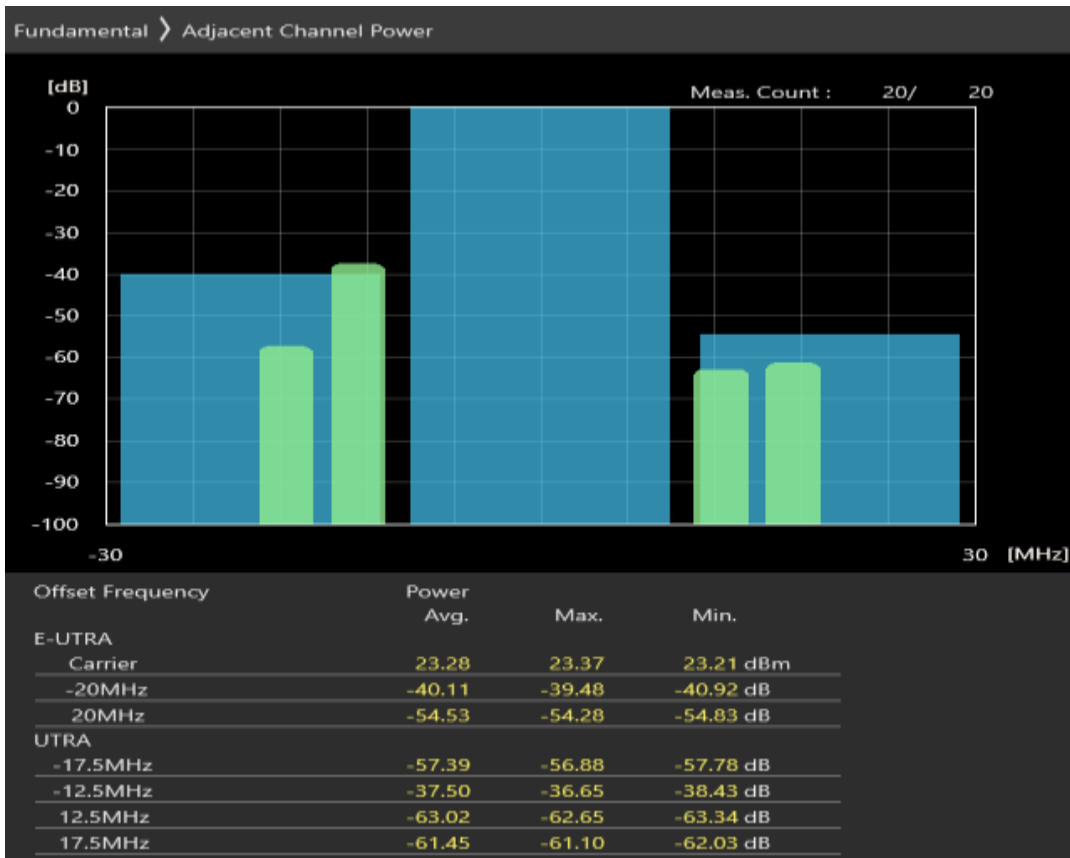 Fundamental 〉 Adjacent Channel Power
[dB]
Meas. Count : 20/ 20
0
-10
-20
-30
-40
-50
-60
-70
-80
-90
-100
-30 30 [MHz]
Offset Frequency Power
Avg. Max. Min.
E-UTRA
Carrier 23.28 23.37 23.21 dBm
-20MHz -40.11 -39.48 -40.92 dB
20MHz -54.53 -54.28 -54.83 dB
UTRA
-17.5MHz -57.39 -56.88 -57.78 dB
-12.5MHz -37.50 -36.65 -38.43 dB
12.5MHz -63.02 -62.65 -63.34 dB
17.5MHz -61.45 -61.10 -62.03 dB